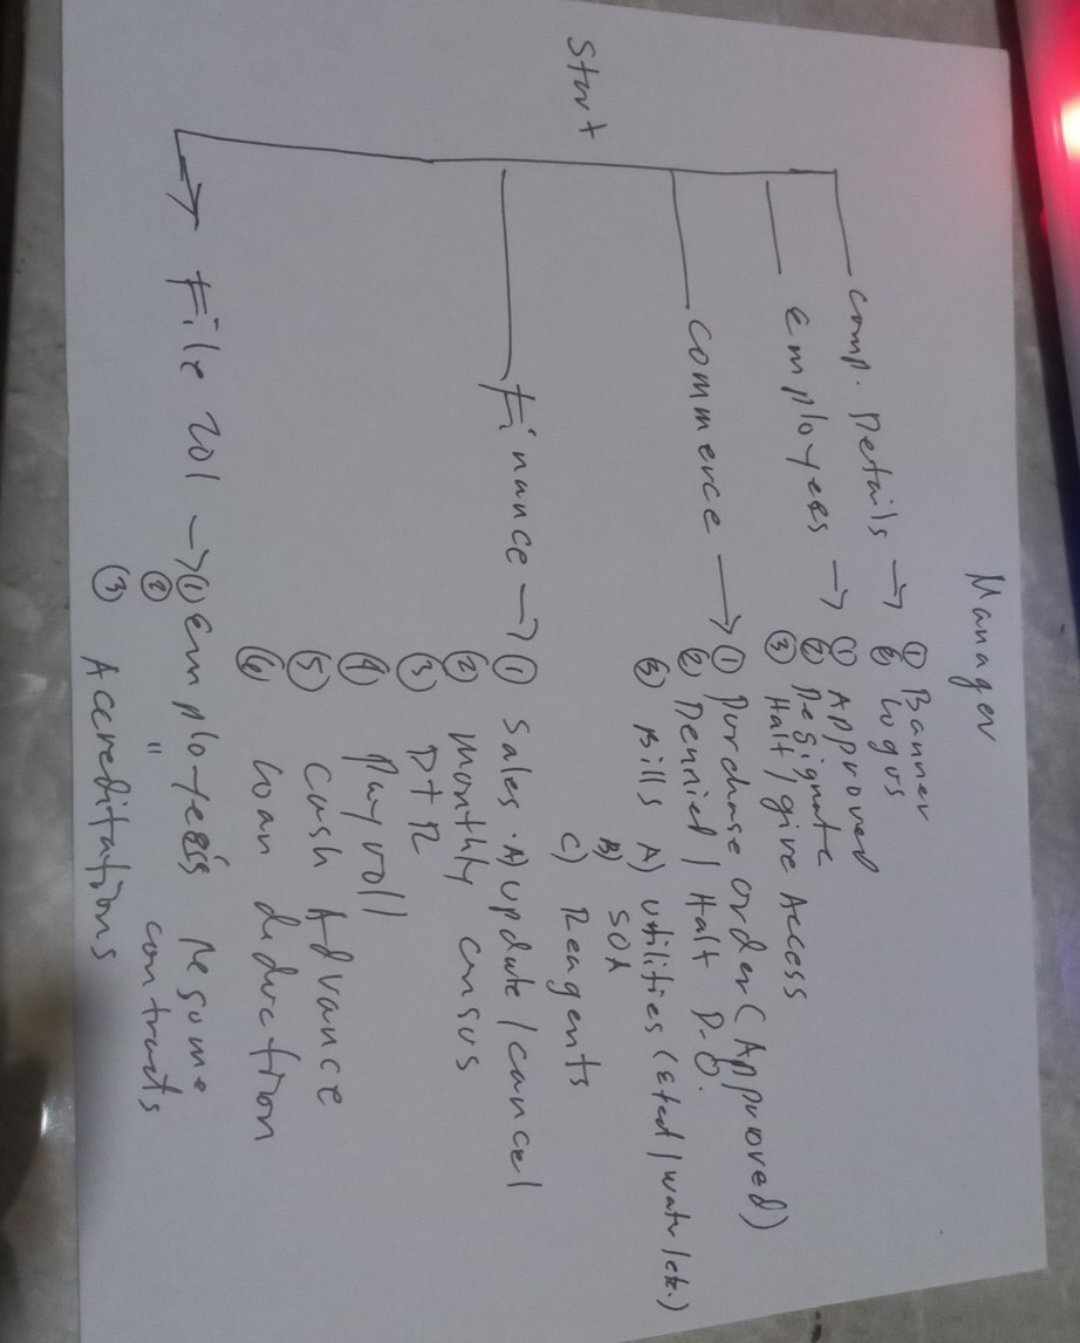 Manager
Comp. Details → ① Banner
② Logos
Employees → ① Approved
② Designate
③ Halt / give Access
Commerce → ① Purchase order (Approved)
② Dennied / Halt P.O.
③ Bills A) Utilities (Elect / water / etc.)
B) SOA
C) Reagents
Start
Finance → ① Sales . A) update / cancel
② monthly census
③ DTR
④ Payroll
⑤ Cash Advance
⑥ Loan deduction
→ File 201 → ① Employees's Resume
② " contracts
③ Accreditations